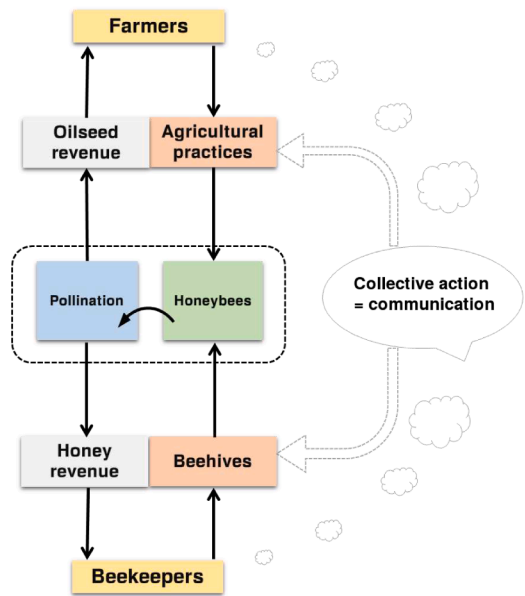 Farmers
Oilseed
revenue
Agricultural
practices
Pollination
Honeybees
Collective action
= communication
Honey
revenue
Beehives
Beekeepers